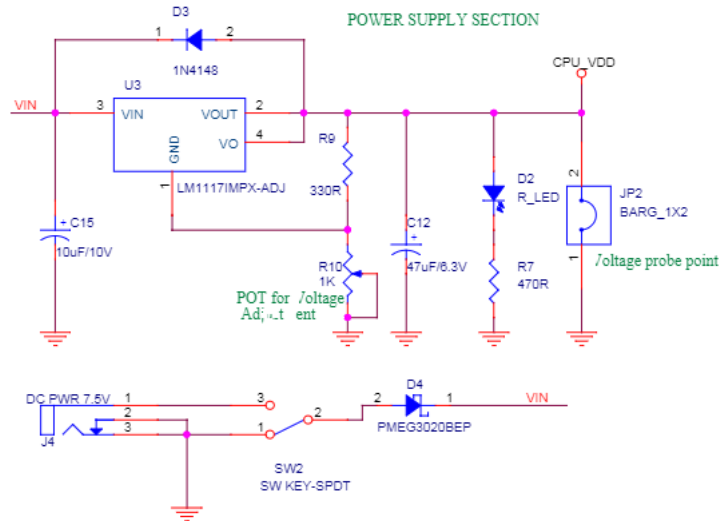 POWER SUPPLY SECTION
D3
1 2
1N4148
CPU_VDD
U3
VIN
3 VIN VOUT 2
VO 4
GND
1
LM1117IMPX-ADJ
R9
330R
D2
R_LED
2
JP2
BARG_1X2
1
C15
10uF/10V
C12
47uF/6.3V
R10
1K
R7
470R
POT for
probe point
DC PWR 7.5V
1
2
3
J4
3
2
1
SW2
SW KEY-SPDT
D4
2 1
PMEG3020BEP
VIN